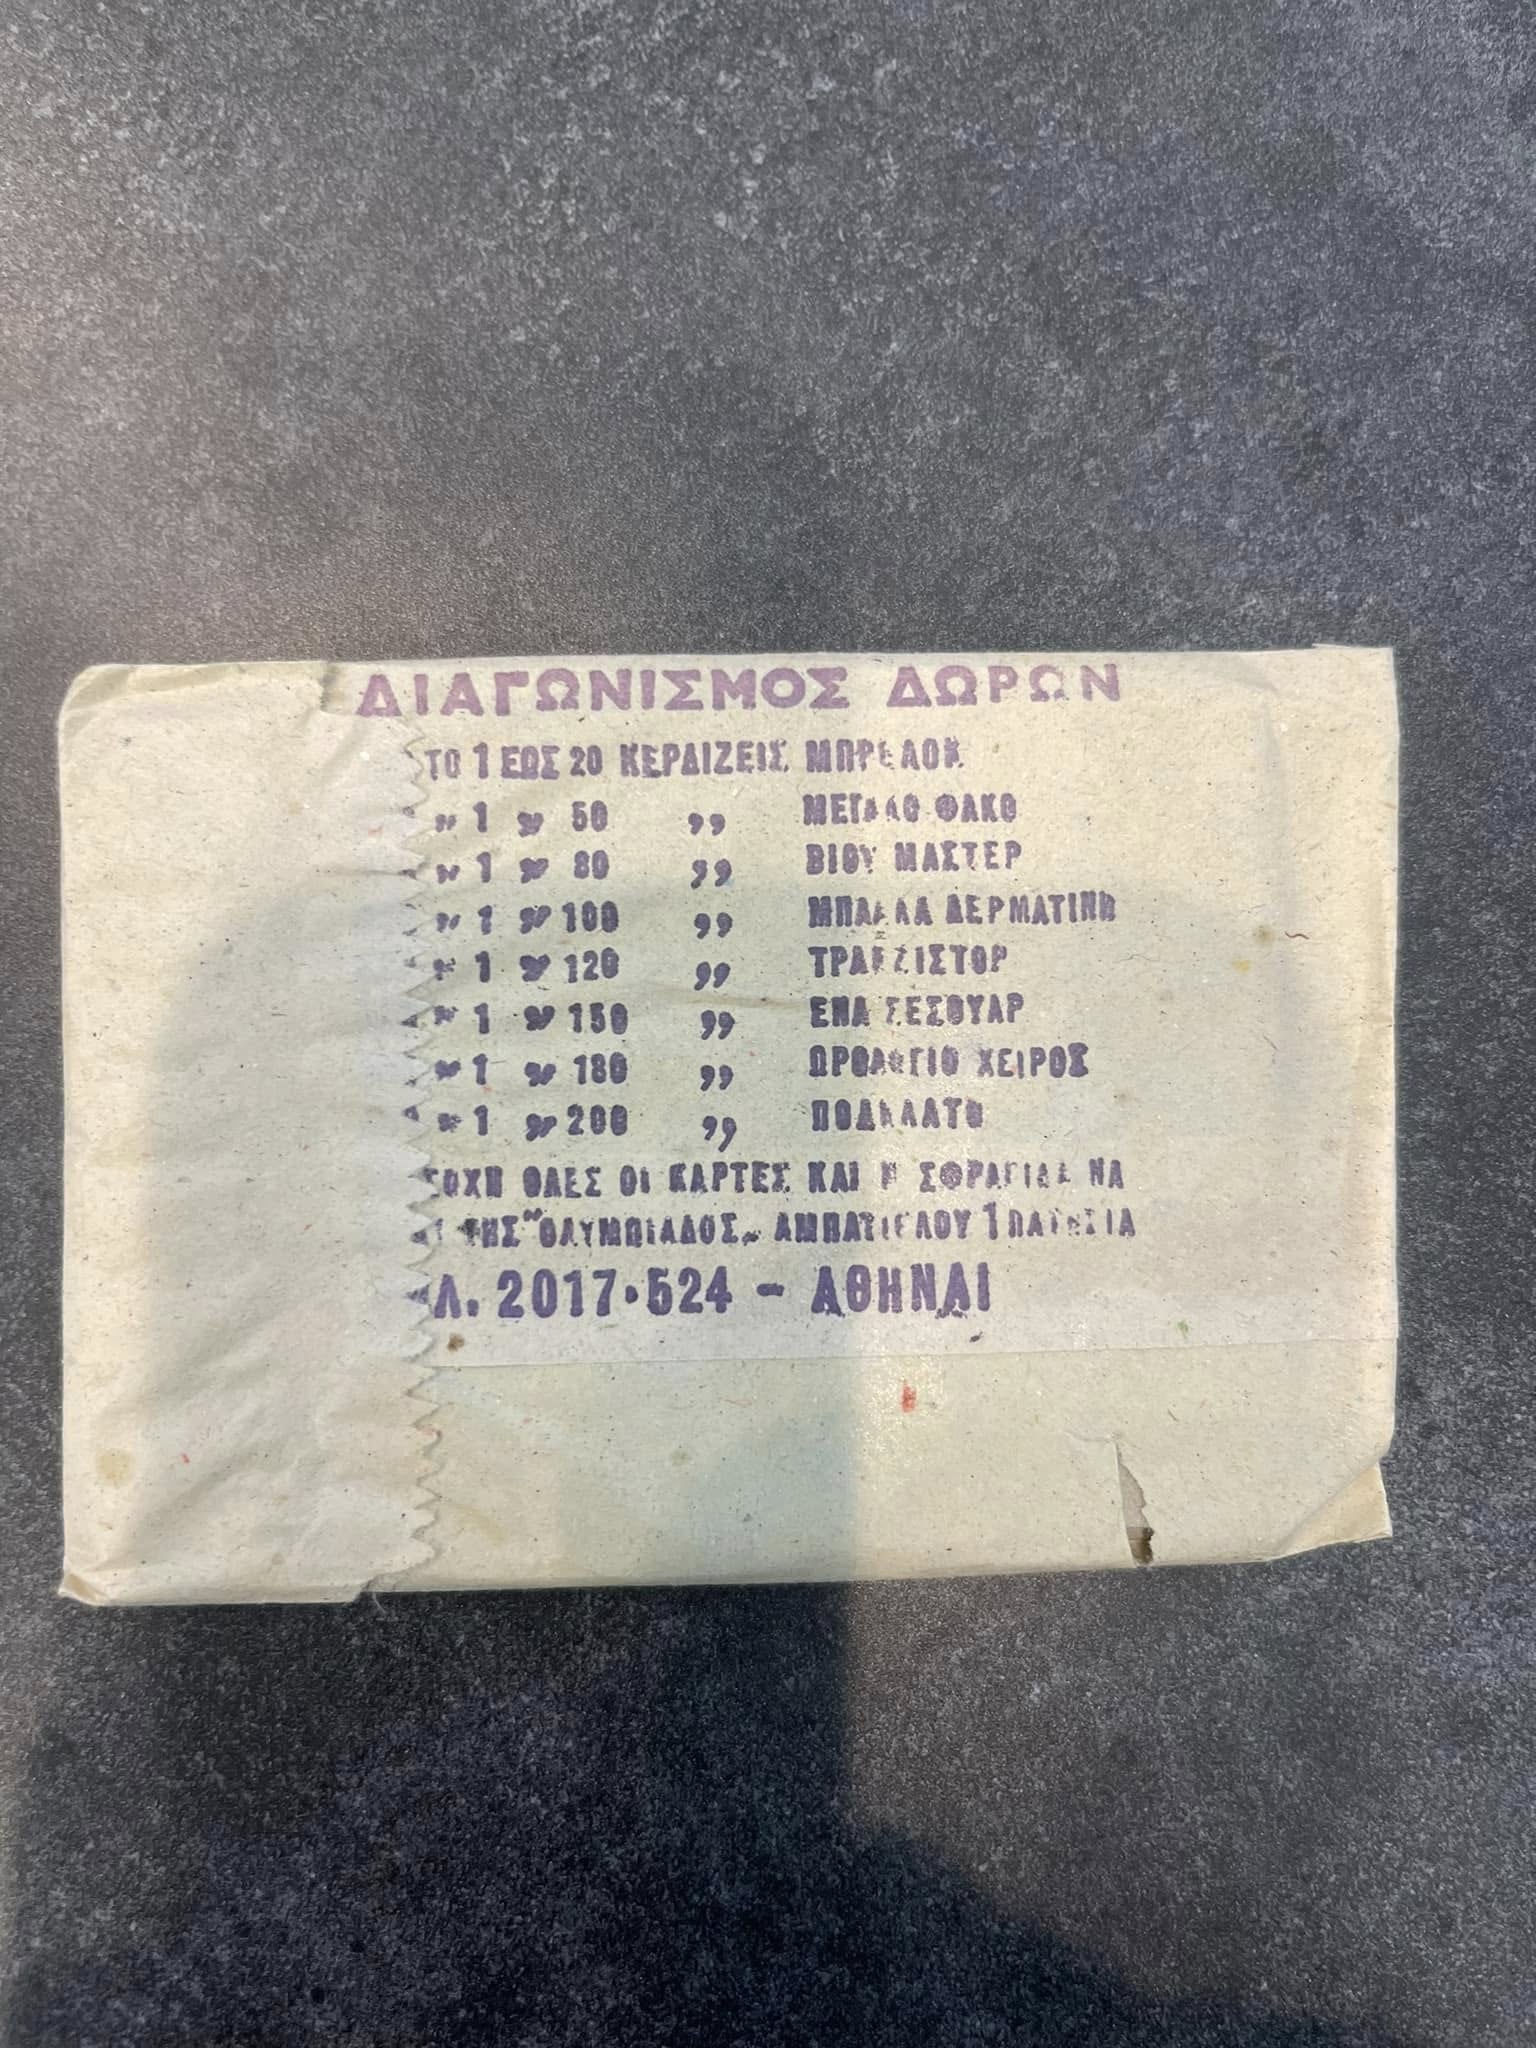 ΔΙΑΓΩΝΙΣΜΟΣ ΔΩΡΩΝ
ΤΟ 1 ΕΩΣ 20 ΚΕΡΔΙΖΕΙΣ ΜΠΡΕΛΟΚ
„ 1 „ 50 „ ΜΕΓΑΛΟ ΦΑΚΟ
„ 1 „ 80 „ ΒΙΟΥ ΜΑΣΤΕΡ
„ 1 „ 100 „ ΜΠΑΛΛΑ ΔΕΡΜΑΤΙΝΗ
„ 1 „ 120 „ ΤΡΑΝΖΙΣΤΟΡ
„ 1 „ 150 „ ΕΝΑ ΣΕΣΟΥΑΡ
„ 1 „ 180 „ ΩΡΟΛΟΓΙΟ ΧΕΙΡΟΣ
„ 1 „ 200 „ ΠΟΔΗΛΑΤΟ
ΟΛΕΣ ΟΙ ΚΑΡΤΕΣ ΚΑΙ Η ΣΦΡΑΓΙΔΑ ΝΑ
ΤΗΣ "ΟΛΥΜΠΙΑΔΟΣ„ ΑΜΠΑΤΙΕΛΟΥ 1 ΠΑΤΗΣΙΑ
Λ. 2017·524 - ΑΘΗΝΑΙ